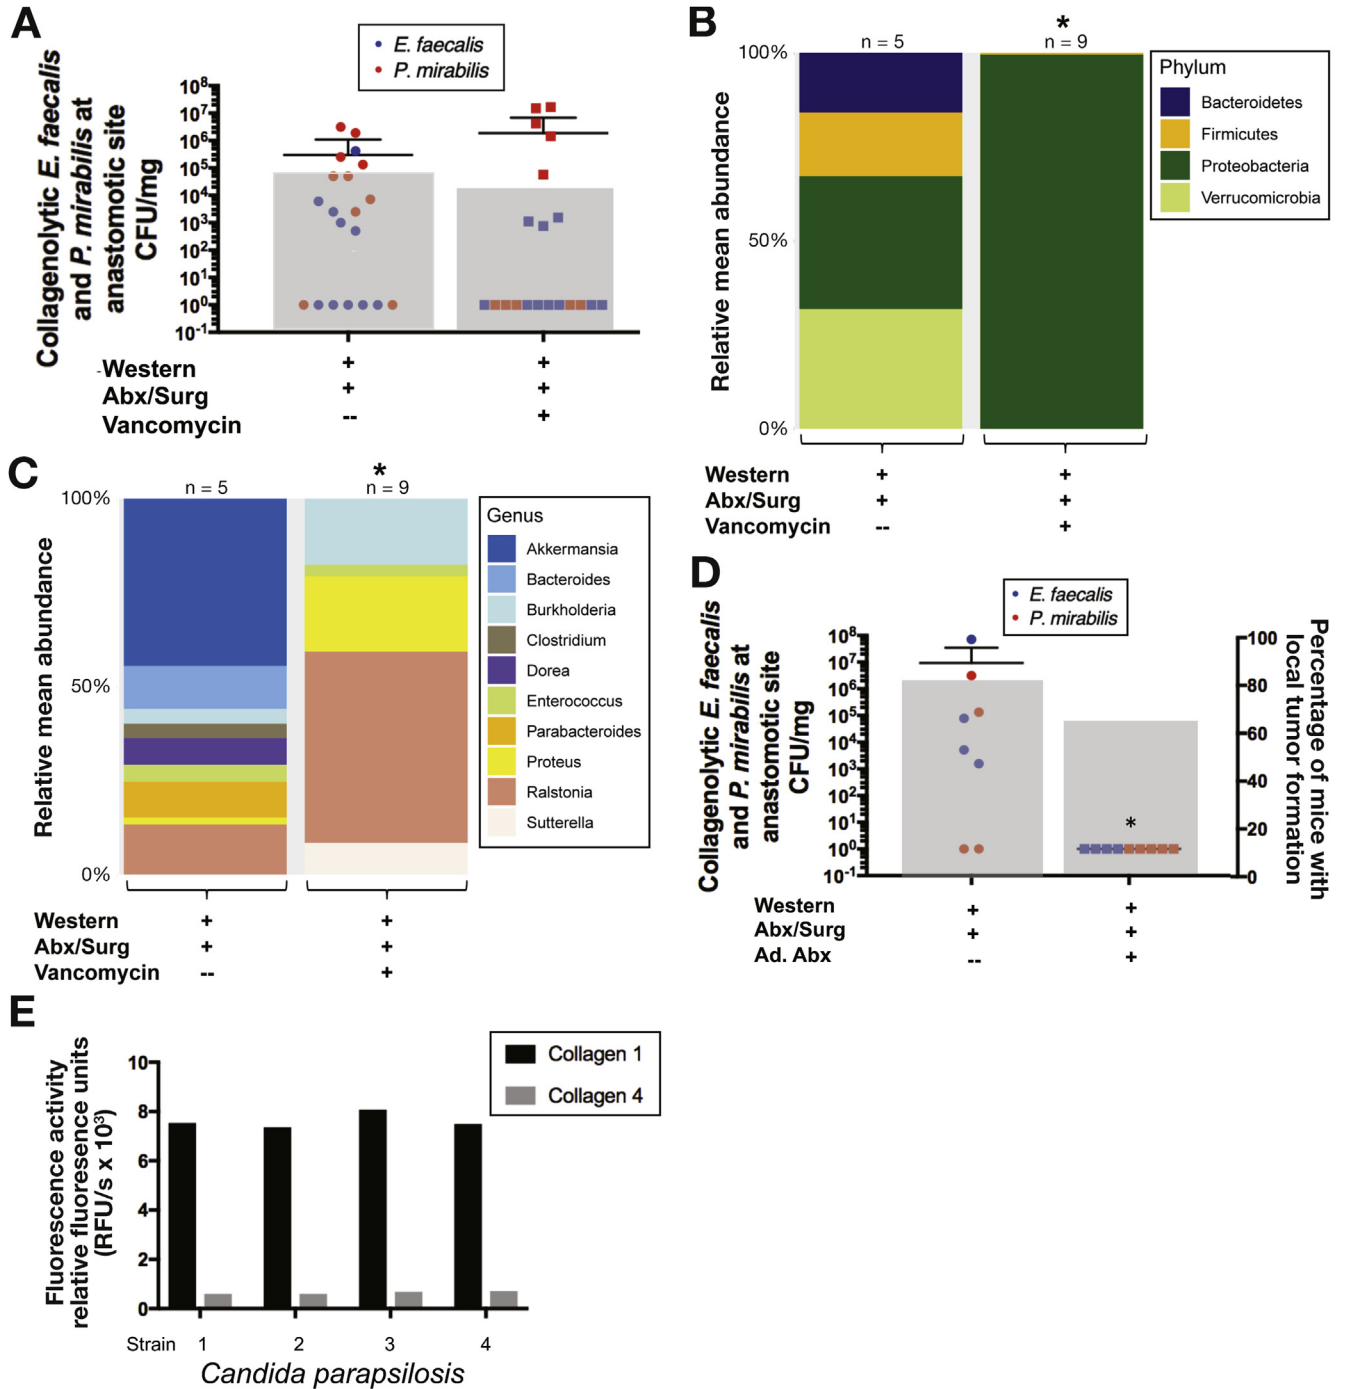 A
E. faecalis
P. mirabilis
Collagenolytic E. faecalis
and P. mirabilis at
anastomotic site
CFU/mg
10⁸
10⁷
10⁶
10⁵
10⁴
10³
10²
10¹
10⁰
10⁻¹
-Western + +
Abx/Surg + +
Vancomycin -- +
B
*
n = 5 n = 9
Relative mean abundance
100%
50%
0%
Phylum
Bacteroidetes
Firmicutes
Proteobacteria
Verrucomicrobia
Western + +
Abx/Surg + +
Vancomycin -- +
C
*
n = 5 n = 9
Relative mean abundance
100%
50%
0%
Genus
Akkermansia
Bacteroides
Burkholderia
Clostridium
Dorea
Enterococcus
Parabacteroides
Proteus
Ralstonia
Sutterella
Western + +
Abx/Surg + +
Vancomycin -- +
D
E. faecalis
P. mirabilis
Collagenolytic E. faecalis
and P. mirabilis at
anastomotic site
CFU/mg
10⁸
10⁷
10⁶
10⁵
10⁴
10³
10²
10¹
10⁰
10⁻¹
*
100
80
60
40
20
0
Percentage of mice with
local tumor formation
Western + +
Abx/Surg + +
Ad. Abx -- +
E
Fluorescence activity
relative fluoresence units
(RFU/s x 10³)
10
8
6
4
2
0
Collagen 1
Collagen 4
Strain 1 2 3 4
Candida parapsilosis